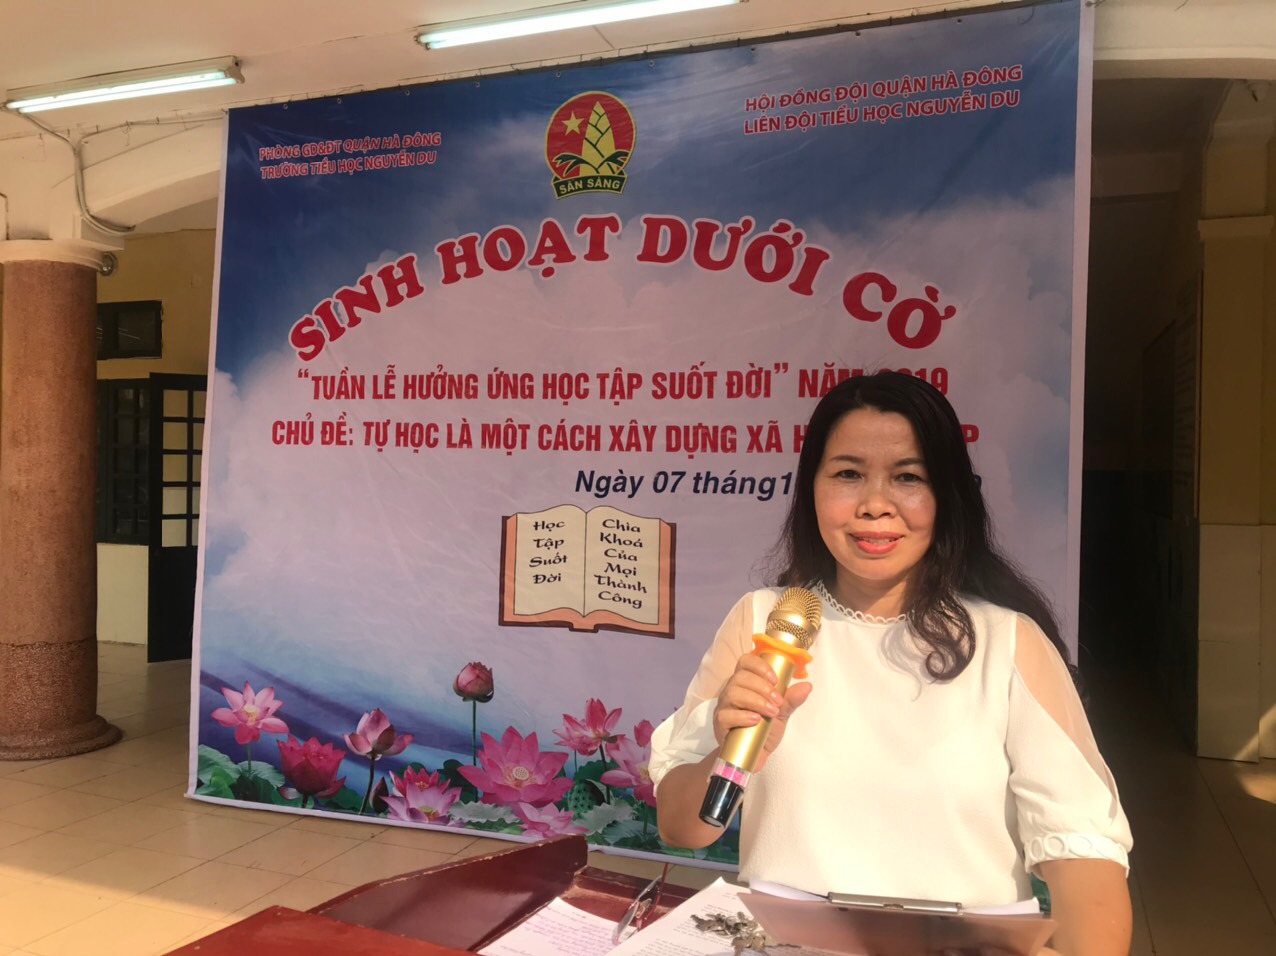 PHÒNG GD&ĐT QUẬN HÀ ĐÔNG
TRƯỜNG TIỂU HỌC NGUYỄN DU
HỘI ĐỒNG ĐỘI QUẬN HÀ ĐÔNG
LIÊN ĐỘI TIỂU HỌC NGUYỄN DU
SẴN SÀNG
SINH HOẠT DƯỚI CỜ
“TUẦN LỄ HƯỞNG ỨNG HỌC TẬP SUỐT ĐỜI” NĂM 2019
CHỦ ĐỀ: TỰ HỌC LÀ MỘT CÁCH XÂY DỰNG XÃ H P
Ngày 07 tháng1
Học
Tập
Suốt
Đời
Chìa
Khoá
Của
Mọi
Thành
Công